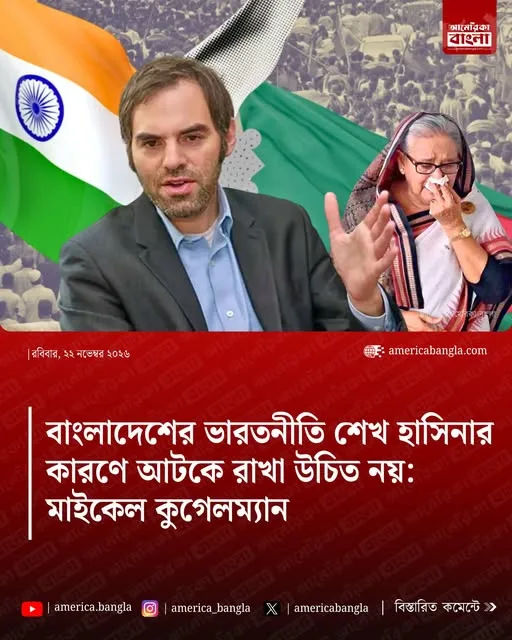 আমেরিকা
বাংলা
রবিবার, ২২ নভেম্বর ২০২৬
americabangla.com
বাংলাদেশের ভারতনীতি শেখ হাসিনার
কারণে আটকে রাখা উচিত নয়:
মাইকেল কুগেলম্যান
| america.bangla | america_bangla | americabangla | বিস্তারিত কমেন্টে